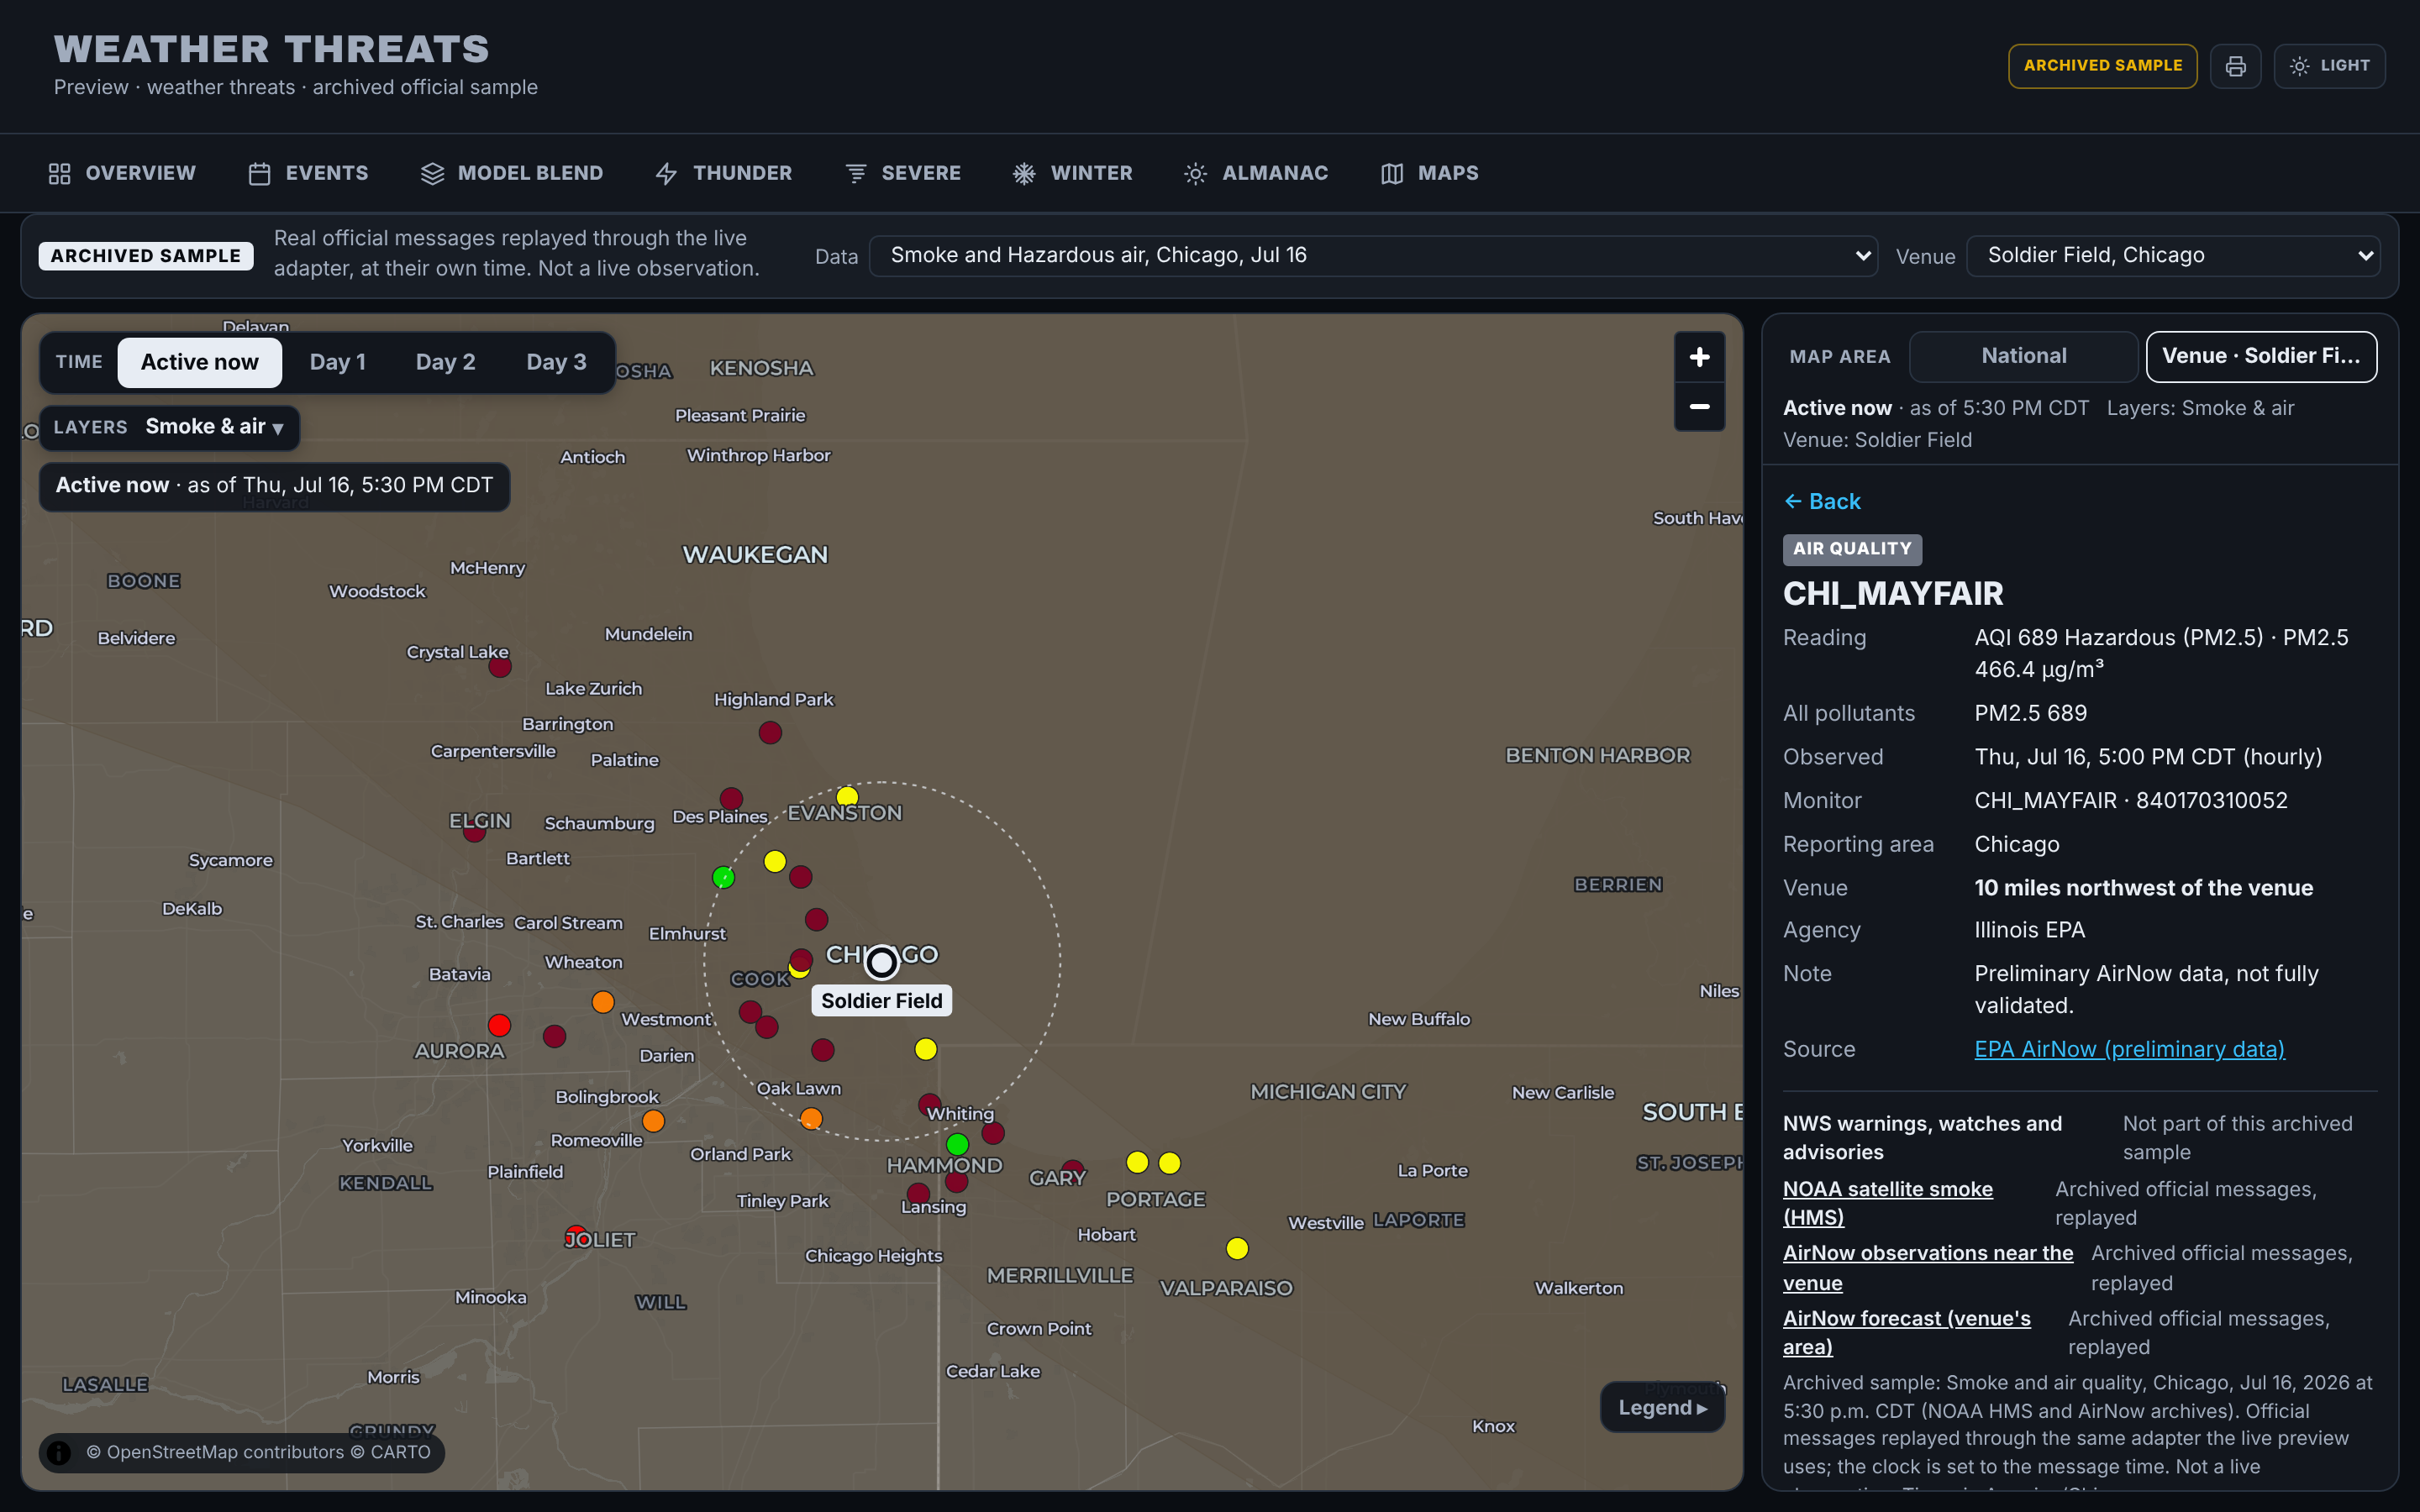 WEATHER THREATS
Preview · weather threats · archived official sample
ARCHIVED SAMPLE
LIGHT
OVERVIEW
EVENTS
MODEL BLEND
THUNDER
SEVERE
WINTER
ALMANAC
MAPS
ARCHIVED SAMPLE
Real official messages replayed through the live
adapter, at their own time. Not a live observation.
Data
Smoke and Hazardous air, Chicago, Jul 16
Venue
Soldier Field, Chicago
TIME
Active now
Day 1
Day 2
Day 3
LAYERS Smoke & air ▾
Active now · as of Thu, Jul 16, 5:30 PM CDT
+
−
Delavan
OSHA
KENOSHA
Pleasant Prairie
Antioch
Winthrop Harbor
Harvard
South Have
WAUKEGAN
McHenry
BOONE
Woodstock
RD
Belvidere
Mundelein
Crystal Lake
Lake Zurich
Highland Park
Barrington
Carpentersville
Palatine
BENTON HARBOR
ELGIN
Schaumburg
Des Plaines
EVANSTON
Sycamore
Bartlett
BERRIEN
DeKalb
e
St. Charles
Carol Stream
Elmhurst
CHICAGO
Batavia
Wheaton
COOK
Soldier Field
Niles
Westmont
New Buffalo
AURORA
Darien
Oak Lawn
Bolingbrook
MICHIGAN CITY
New Carlisle
Whiting
SOUTH B
Yorkville
Romeoville
Orland Park
HAMMOND
GARY
La Porte
ST. JOSEPH
Plainfield
KENDALL
Tinley Park
Lansing
PORTAGE
Westville
LAPORTE
JOLIET
Hobart
Chicago Heights
MERRILLVILLE
VALPARAISO
Walkerton
Minooka
WILL
Crown Point
Cedar Lake
Morris
LASALLE
Plymouth
Knox
GRUNDY
Legend ▸
© OpenStreetMap contributors © CARTO
MAP AREA
National
Venue · Soldier Fi...
Active now · as of 5:30 PM CDT Layers: Smoke & air
Venue: Soldier Field
← Back
AIR QUALITY
CHI_MAYFAIR
Reading AQI 689 Hazardous (PM2.5) · PM2.5
466.4 µg/m³
All pollutants PM2.5 689
Observed Thu, Jul 16, 5:00 PM CDT (hourly)
Monitor CHI_MAYFAIR · 840170310052
Reporting area Chicago
Venue 10 miles northwest of the venue
Agency Illinois EPA
Note Preliminary AirNow data, not fully
validated.
Source EPA AirNow (preliminary data)
NWS warnings, watches and Not part of this archived
advisories sample
NOAA satellite smoke Archived official messages,
(HMS) replayed
AirNow observations near the Archived official messages,
venue replayed
AirNow forecast (venue's Archived official messages,
area) replayed
Archived sample: Smoke and air quality, Chicago, Jul 16, 2026 at
5:30 p.m. CDT (NOAA HMS and AirNow archives). Official
messages replayed through the same adapter the live preview
uses; the clock is set to the message time. Not a live